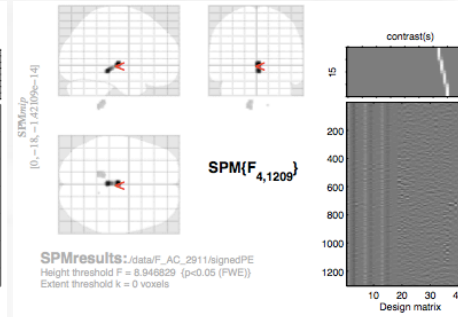 SPMmip
[0, −18, −1.42109e−14]
contrast(s)
15
SPM{F4,1209}
200
400
600
800
1000
1200
10 20 30 4
Design matrix
SPMresults: ./data/F_AC_2911/signedPE
Height threshold F = 8.946829 {p<0.05 (FWE)}
Extent threshold k = 0 voxels